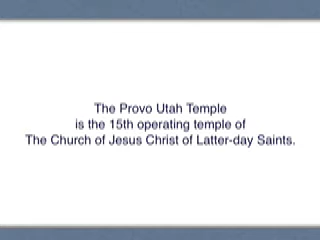 The Provo Utah Temple
is the 15th operating temple of
The Church of Jesus Christ of Latter-day Saints.